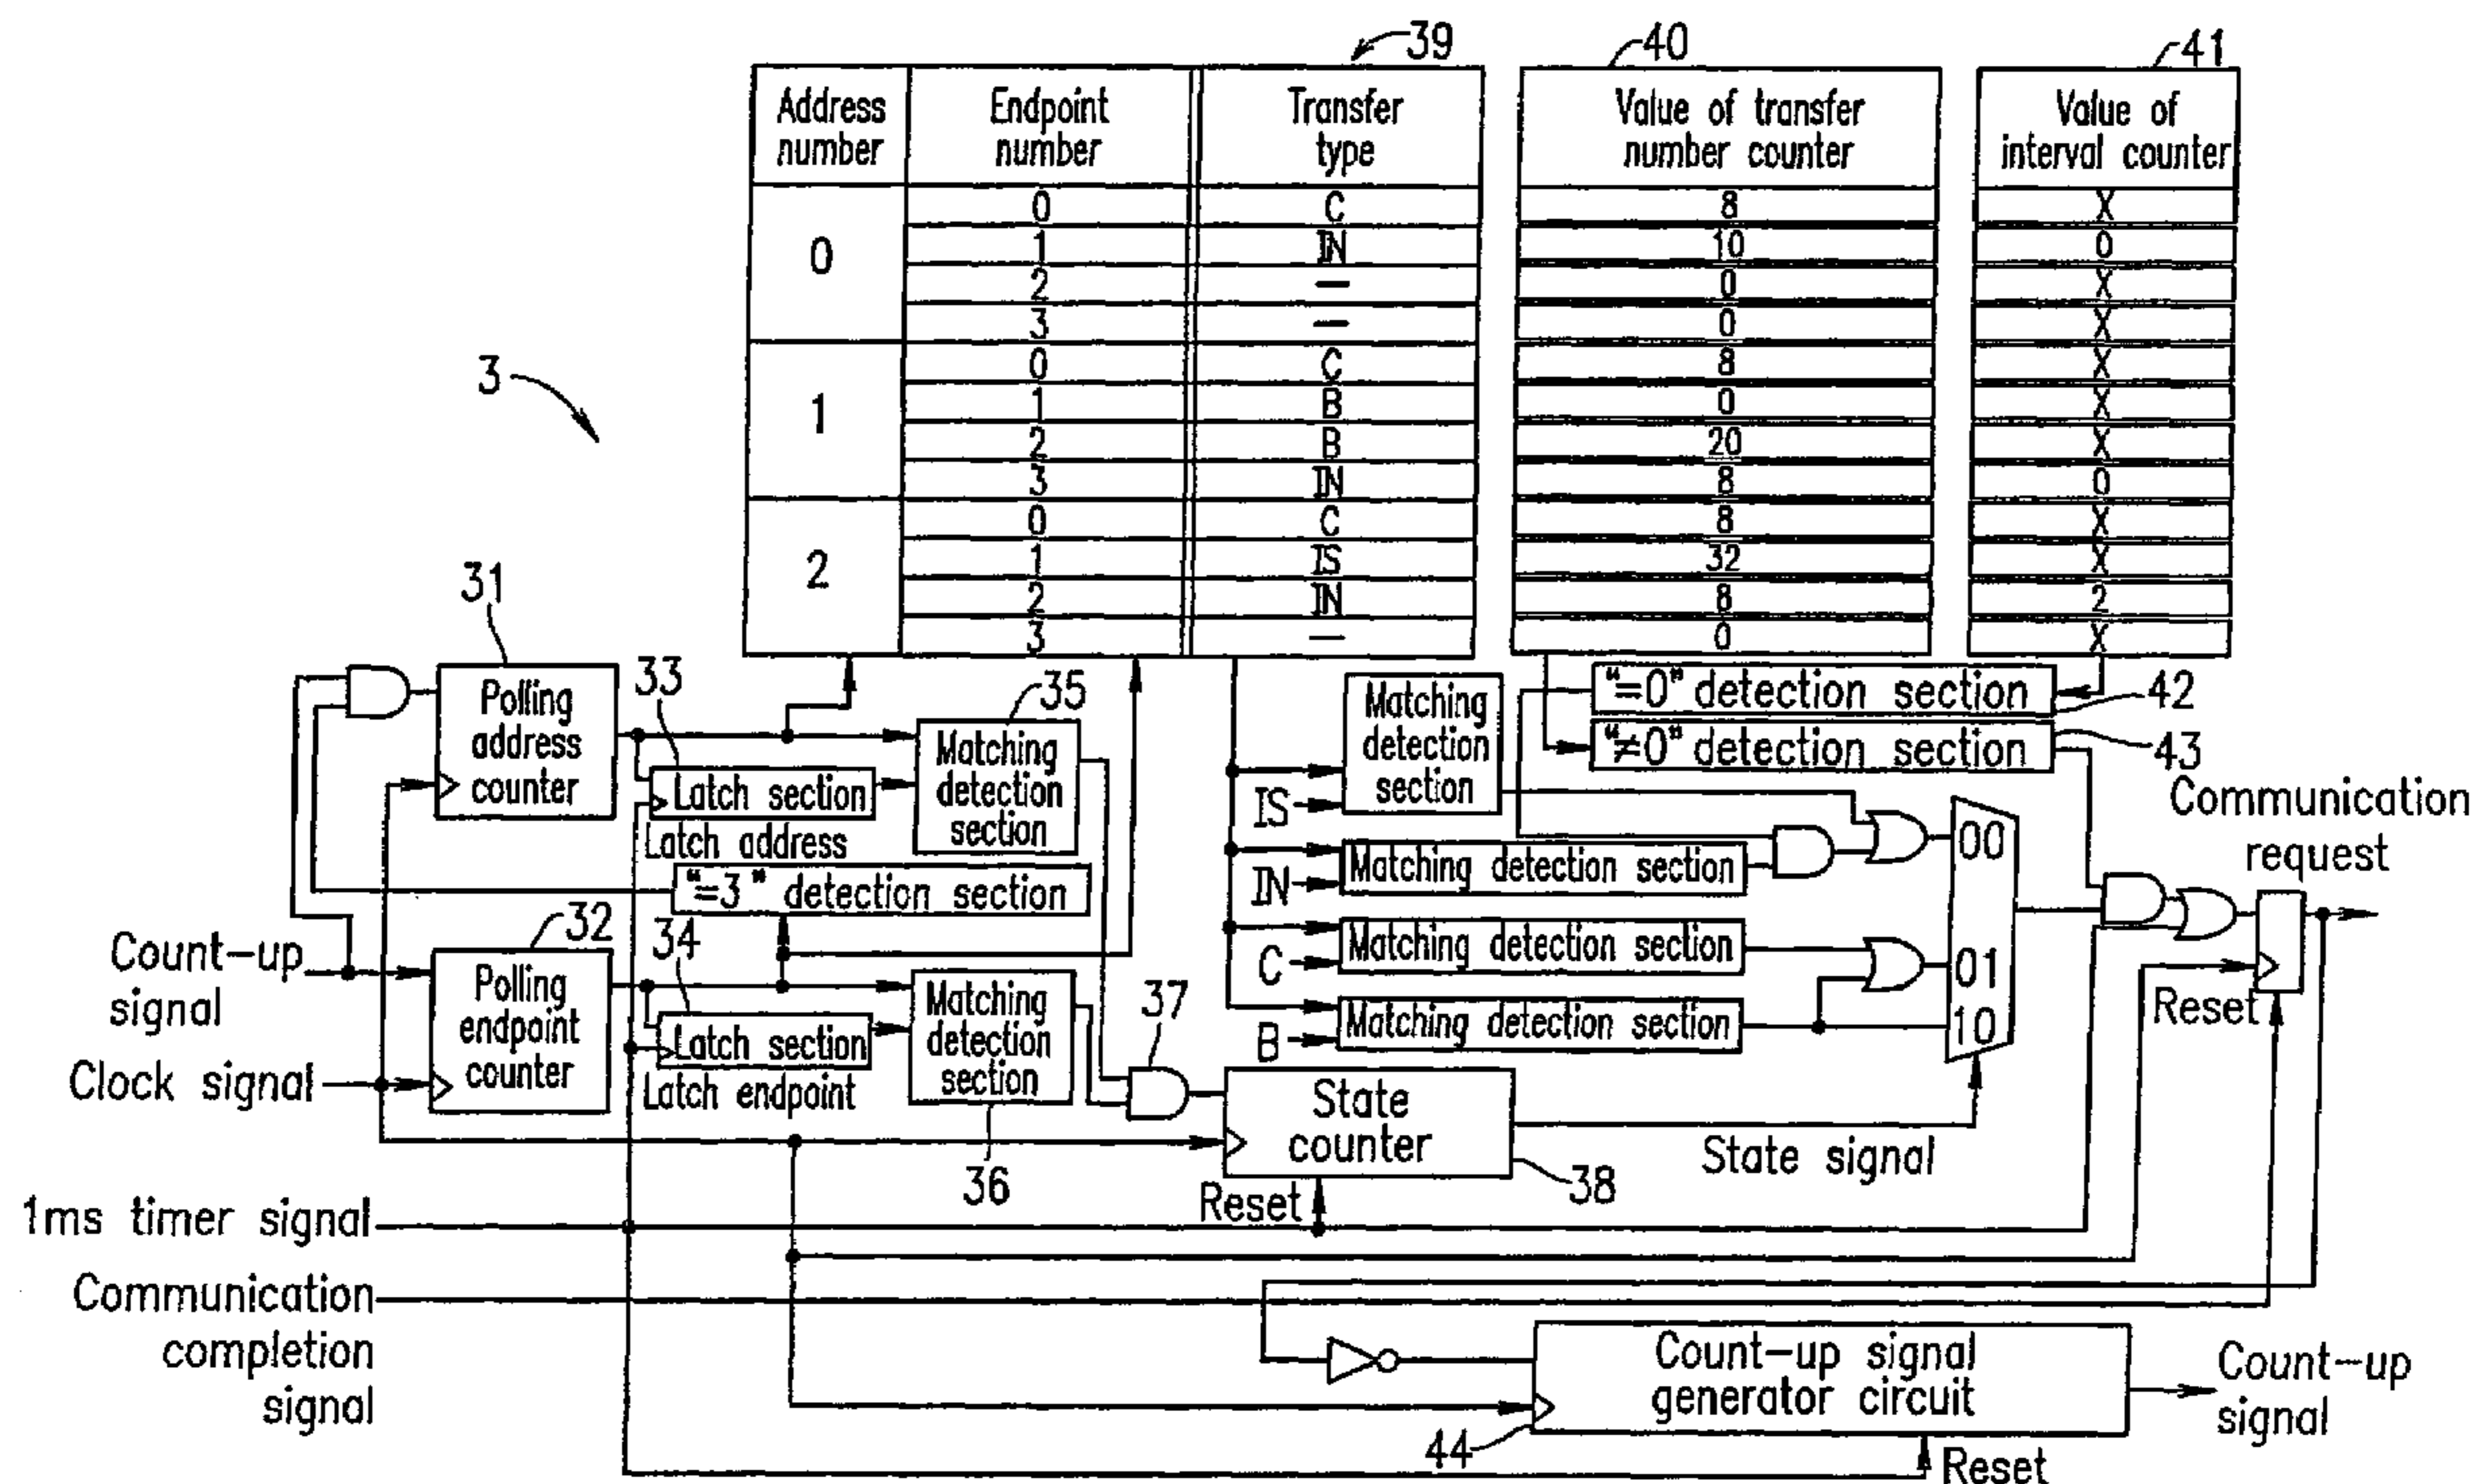 39
40
41
Address number
Endpoint number
Transfer type
Value of transfer number counter
Value of interval counter
0
0 C 8 X
1 IN 10 0
2 — 0 X
3 — 0 X
1
0 C 8 X
1 B 0 X
2 B 20 X
3 IN 8 0
2
0 C 8 X
1 IS 32 X
2 IN 8 2
3 — 0 X
3
31
Polling address counter
33
Latch section
Latch address
35
Matching detection section
"=3" detection section
32
Polling endpoint counter
34
Latch section
Latch endpoint
Matching detection section
36
37
Count-up signal
Clock signal
1ms timer signal
Communication completion signal
Matching detection section
IS
IN
Matching detection section
C
Matching detection section
B
Matching detection section
"=0" detection section
42
"≠0" detection section
43
00
01
10
Communication request
Reset
State counter
38
Reset
State signal
Count-up signal generator circuit
44
Reset
Count-up signal